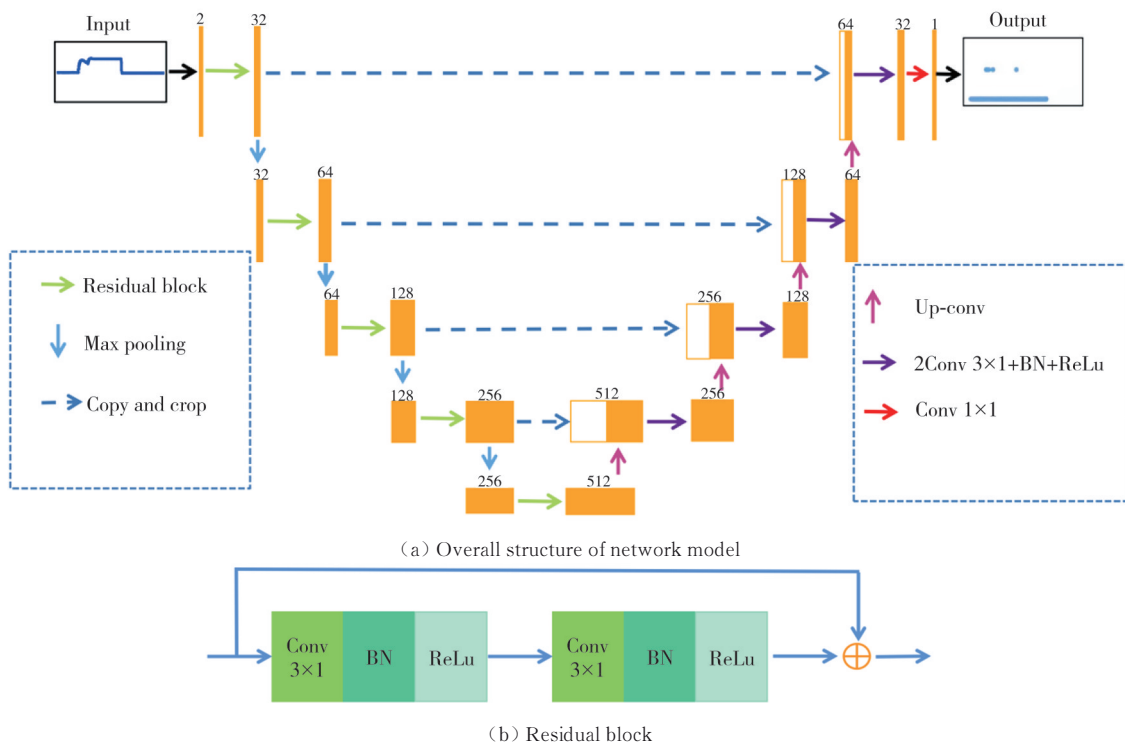 Input
2
32
64
32
1
Output
32
64
128
64
Residual block
Max pooling
Copy and crop
64
128
256
128
Up-conv
2Conv 3×1+BN+ReLu
Conv 1×1
128
256
512
256
256
512
(a) Overall structure of network model
Conv
3×1
BN
ReLu
Conv
3×1
BN
ReLu
(b) Residual block